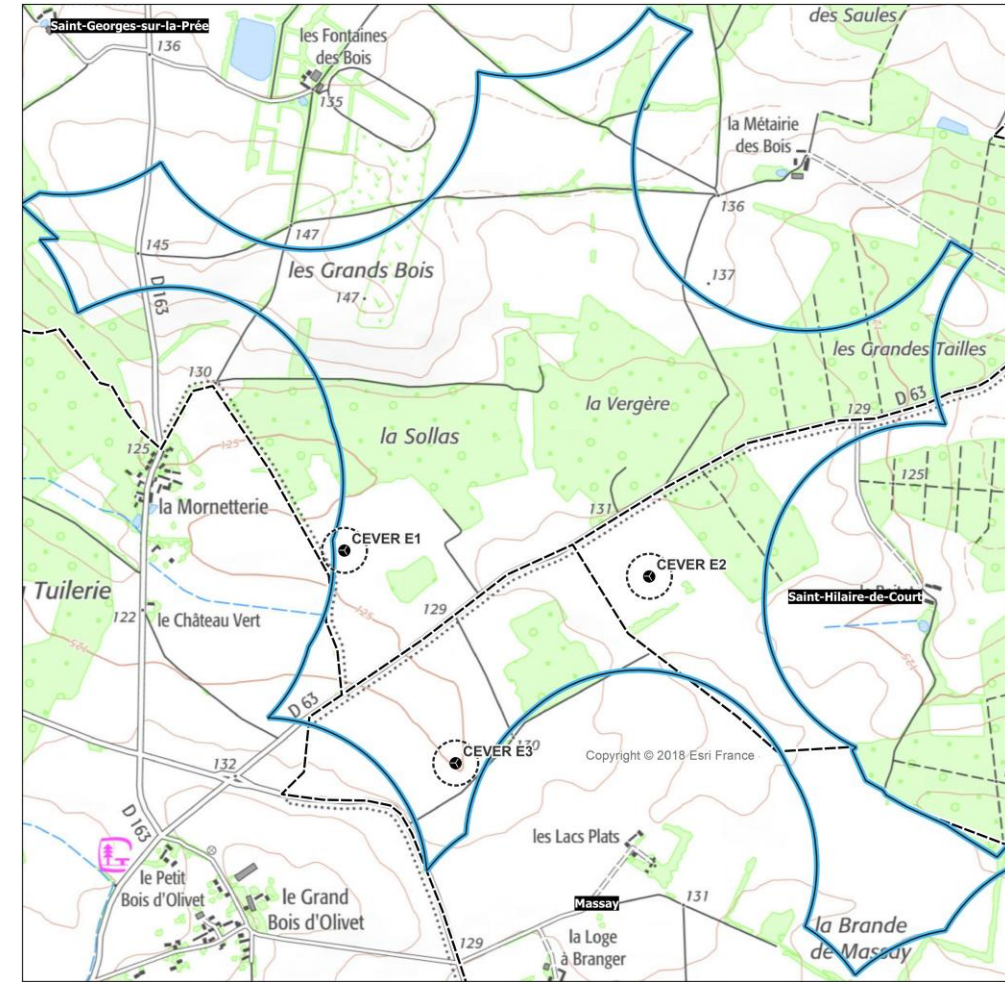 Saint-Georges-sur-la-Prée
136
les Fontaines
des Bois
135
des Saules
la Métairie
des Bois
136
145
147
les Grands Bois
147
137
D 163
les Grandes Tailles
130
la Vergère
129
D 63
la Sollas
125
125
125
la Mornetterie
131
CEVER E1
CEVER E2
Tuilerie
122
le Château Vert
125
129
Saint-Hilaire-de-Court
125
125
D 63
CEVER E3
130
Copyright © 2018 Esri France
132
D 163
les Lacs Plats
le Petit
Bois d'Olivet
le Grand
Bois d'Olivet
Massay
131
la Brande
de Massay
129
la Loge
à Branger